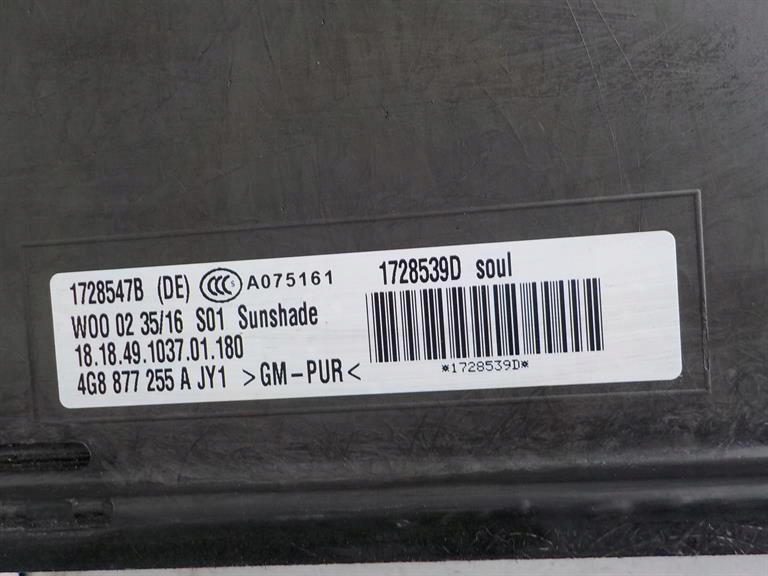 1728547B (DE) CCC S A075161 1728539D soul
W00 02 35/16 S01 Sunshade
18.18.49.1037.01.180
4G8 877 255 A JY1 >GM-PUR<
*1728539D*